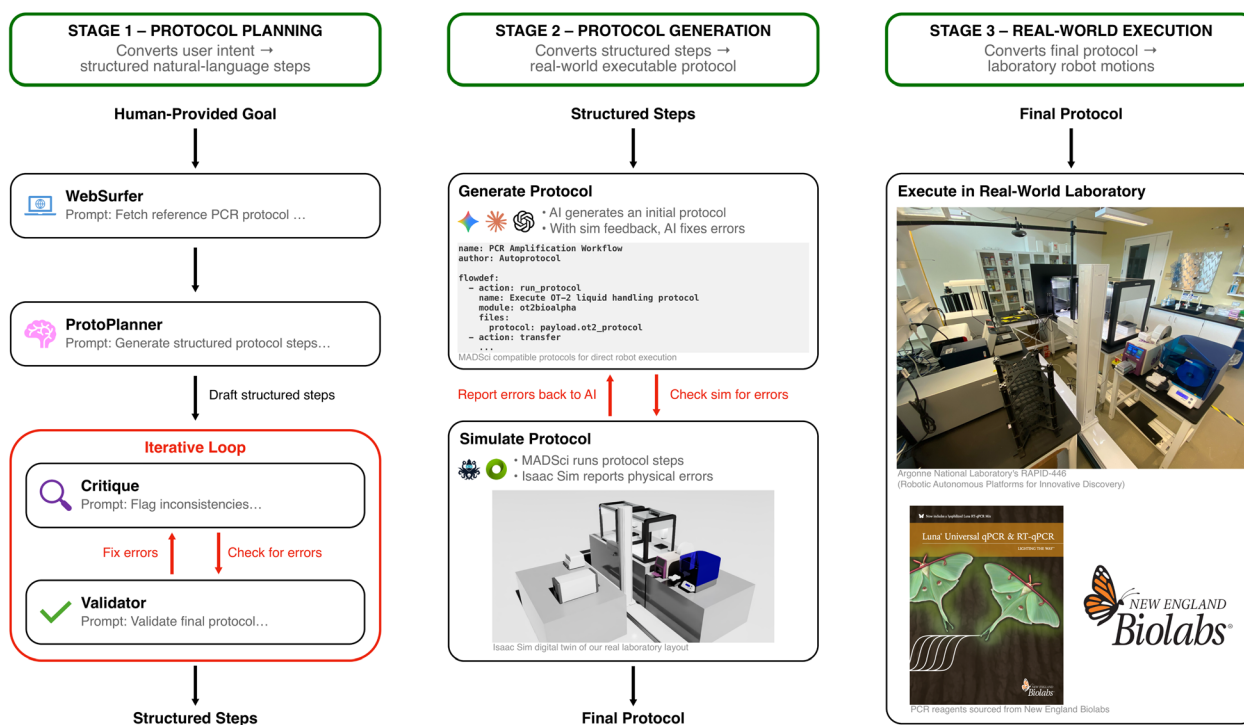 STAGE 1 – PROTOCOL PLANNING
Converts user intent →
structured natural-language steps
Human-Provided Goal
WebSurfer
Prompt: Fetch reference PCR protocol ...
ProtoPlanner
Prompt: Generate structured protocol steps...
Draft structured steps
Iterative Loop
Critique
Prompt: Flag inconsistencies...
Fix errors
Check for errors
Validator
Prompt: Validate final protocol...
Structured Steps
STAGE 2 – PROTOCOL GENERATION
Converts structured steps →
real-world executable protocol
Structured Steps
Generate Protocol
• AI generates an initial protocol
• With sim feedback, AI fixes errors
name: PCR Amplification Workflow
author: Autoprotocol
flowdef:
– action: run_protocol
name: Execute OT-2 liquid handling protocol
module: ot2bioalpha
files:
protocol: payload.ot2_protocol
– action: transfer
...
MADSci compatible protocols for direct robot execution
Report errors back to AI
Check sim for errors
Simulate Protocol
• MADSci runs protocol steps
• Isaac Sim reports physical errors
Isaac Sim digital twin of our real laboratory layout
Final Protocol
STAGE 3 – REAL-WORLD EXECUTION
Converts final protocol →
laboratory robot motions
Final Protocol
Execute in Real-World Laboratory
Argonne National Laboratory's RAPID-446
(Robotic Autonomous Platforms for Innovative Discovery)
Luna® Universal qPCR & RT-qPCR
LIGHTING THE WAY™
NEW ENGLAND
BioLabs®
BioLabs
PCR reagents sourced from New England Biolabs